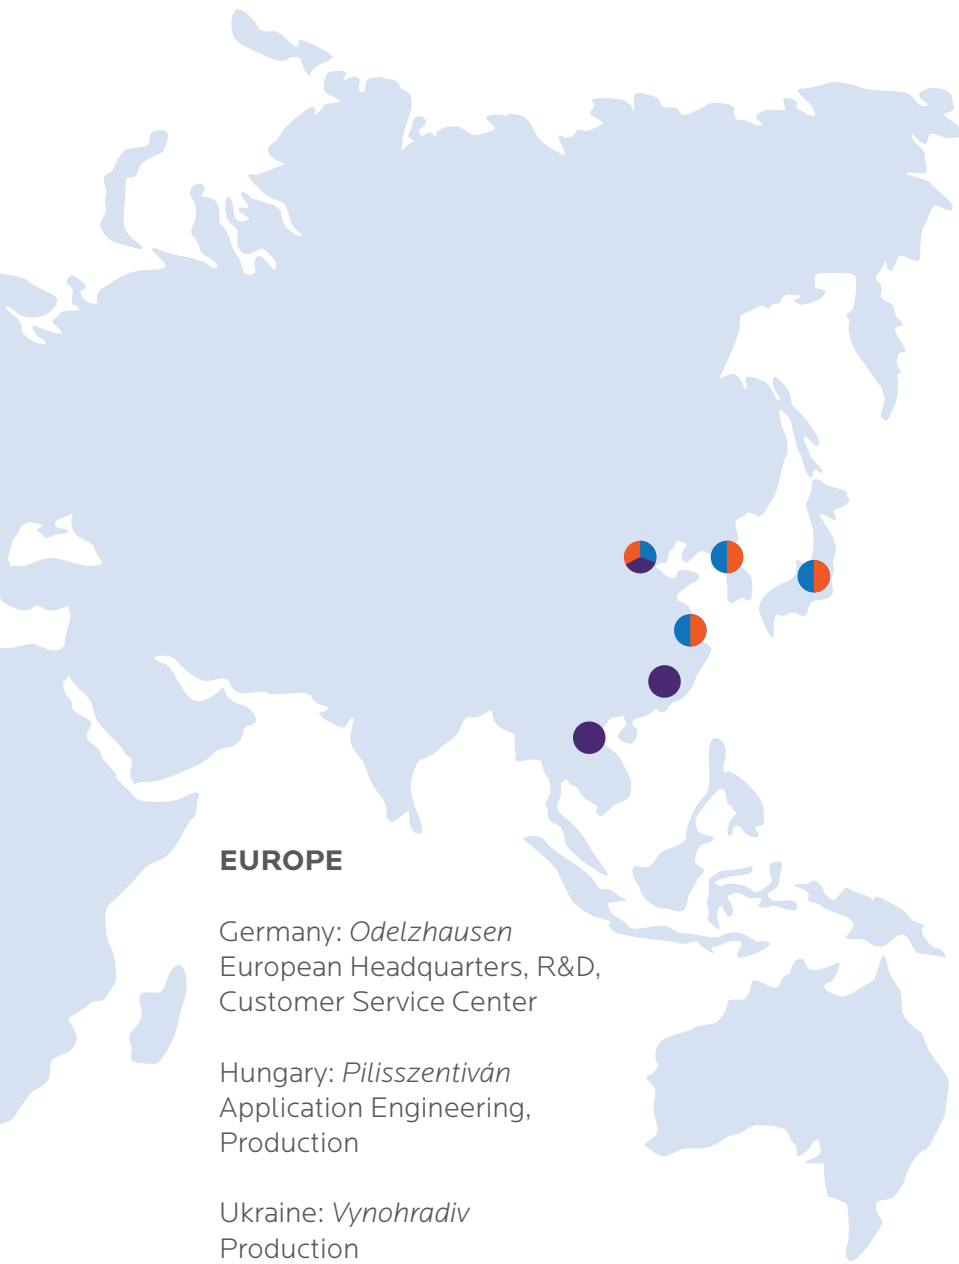 EUROPE
Germany: Odelzhausen
European Headquarters, R&D,
Customer Service Center
Hungary: Pilisszentiván
Application Engineering,
Production
Ukraine: Vynohradiv
Production